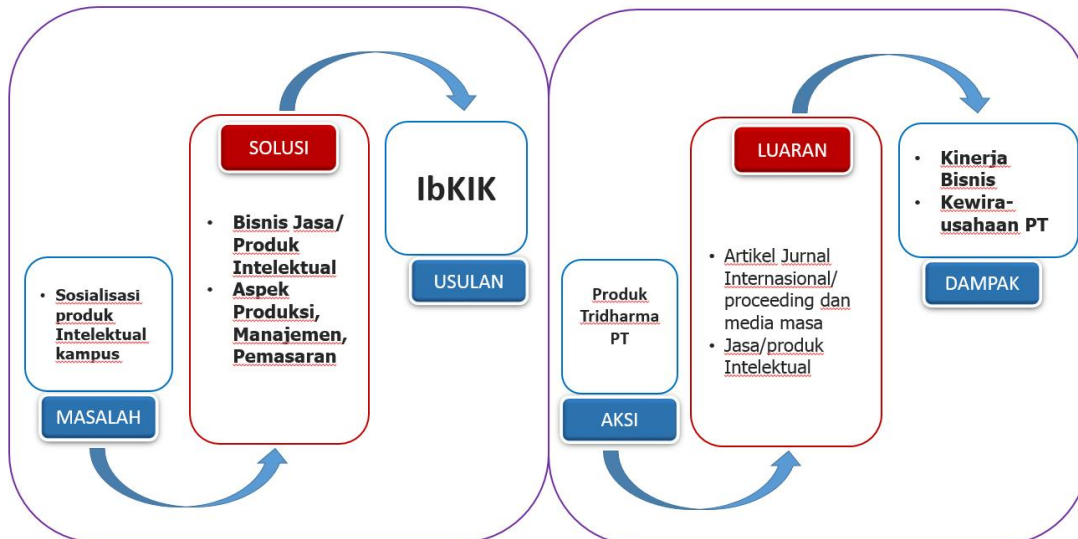 • Sosialisasi
produk
Intelektual
kampus
MASALAH
SOLUSI
• Bisnis Jasa/
Produk
Intelektual
• Aspek
Produksi,
Manajemen,
Pemasaran
IbKIK
USULAN
Produk
Tridharma
PT
AKSI
LUARAN
• Artikel Jurnal
Internasional/
proceeding dan
media masa
• Jasa/produk
Intelektual
• Kinerja
Bisnis
• Kewira-
usahaan PT
DAMPAK